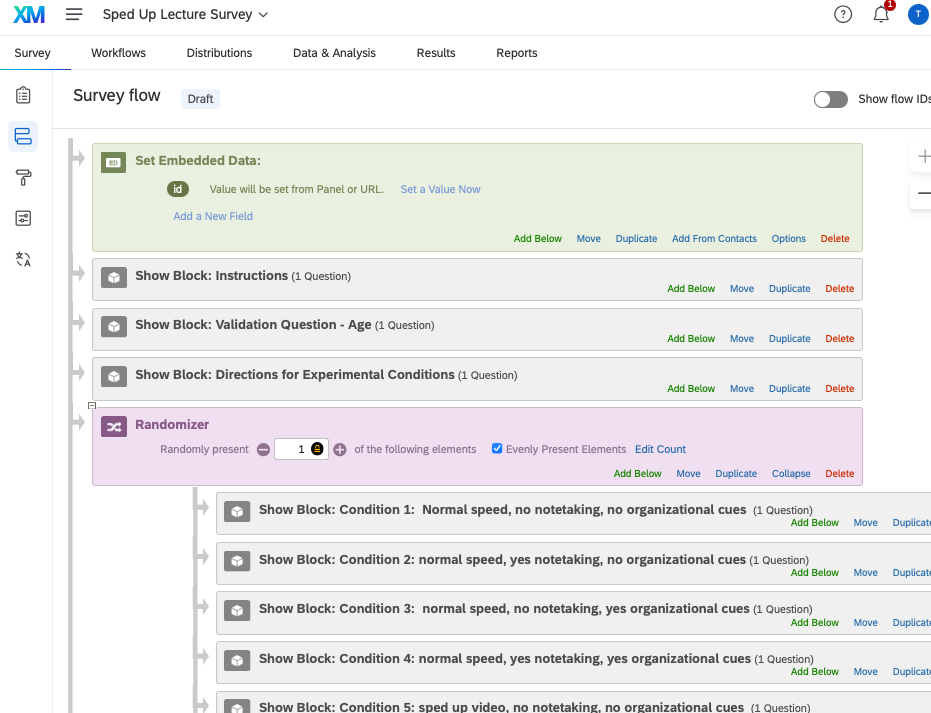 XM Sped Up Lecture Survey ? 1 T
Survey Workflows Distributions Data & Analysis Results Reports
Survey flow Draft Show flow IDs
ED Set Embedded Data:
id Value will be set from Panel or URL. Set a Value Now
Add a New Field
Add Below Move Duplicate Add From Contacts Options Delete
Show Block: Instructions (1 Question)
Add Below Move Duplicate Delete
Show Block: Validation Question - Age (1 Question)
Add Below Move Duplicate Delete
Show Block: Directions for Experimental Conditions (1 Question)
Add Below Move Duplicate Delete
Randomizer
Randomly present 1 of the following elements Evenly Present Elements Edit Count
Add Below Move Duplicate Collapse Delete
Show Block: Condition 1: Normal speed, no notetaking, no organizational cues (1 Question)
Add Below Move Duplicate
Show Block: Condition 2: normal speed, yes notetaking, no organizational cues (1 Question)
Add Below Move Duplicate
Show Block: Condition 3: normal speed, no notetaking, yes organizational cues (1 Question)
Add Below Move Duplicate
Show Block: Condition 4: normal speed, yes notetaking, yes organizational cues (1 Question)
Add Below Move Duplicate
Show Block: Condition 5: sped up video, no notetaking, no organizational cues (1 Question)